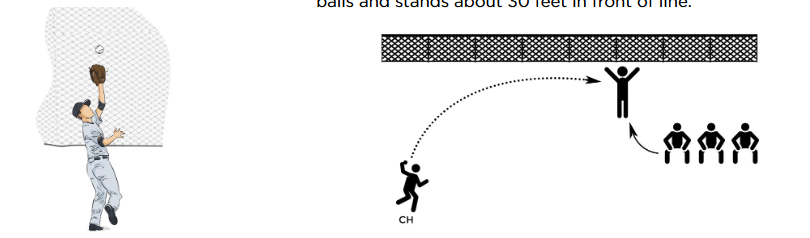 balls and stands about 30 feet in front of line.
CH